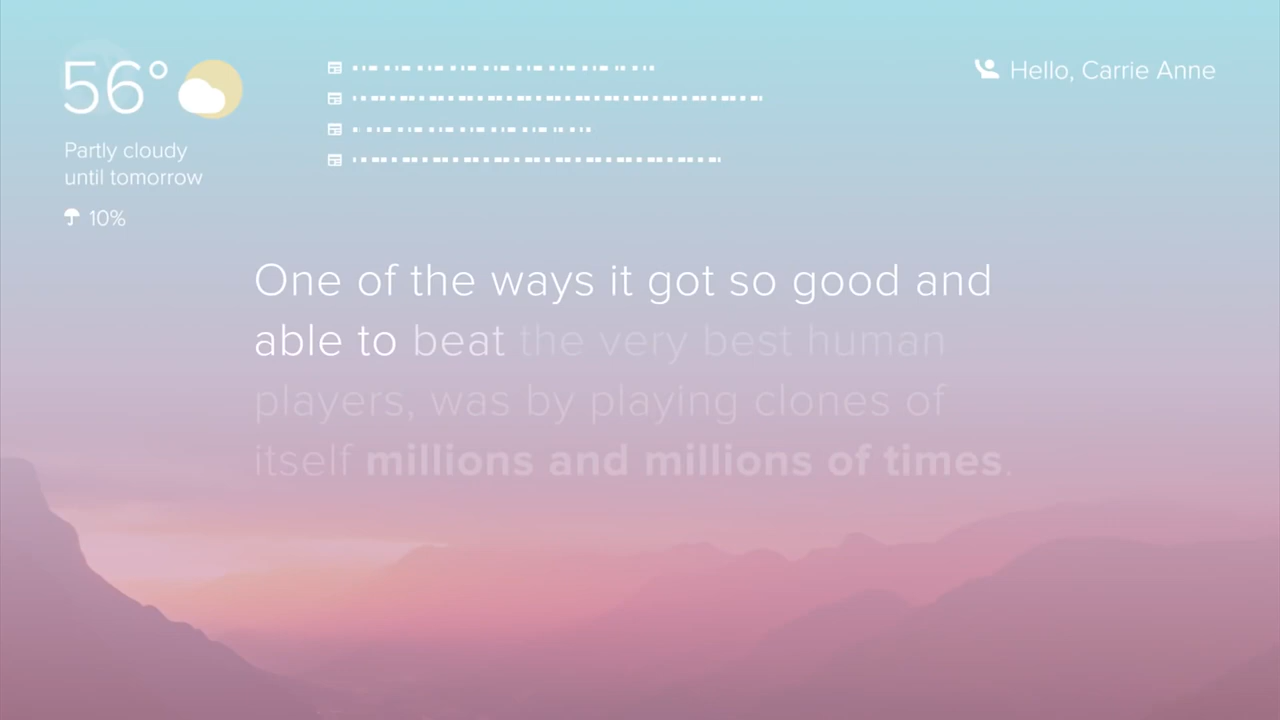 56°
Partly cloudy
until tomorrow
10%
Hello, Carrie Anne
One of the ways it got so good and
able to beat the very best human
players, was by playing clones of
itself millions and millions of times.